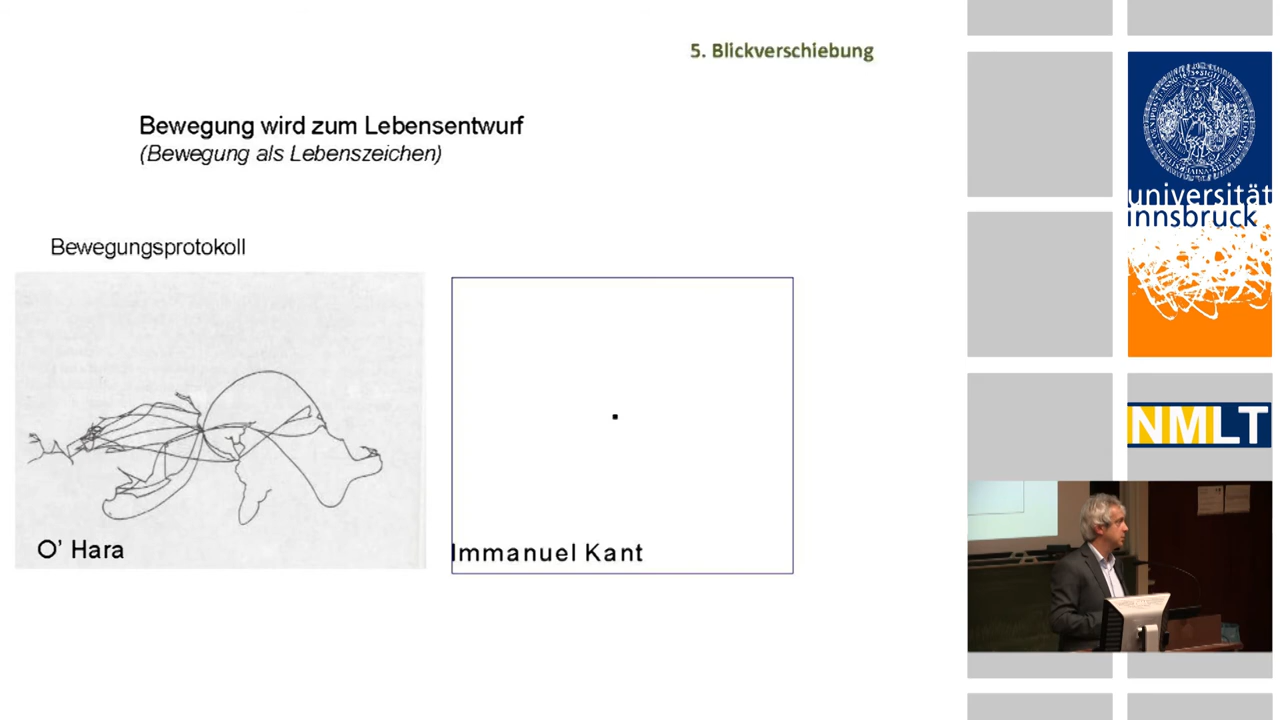 5. Blickverschiebung
Bewegung wird zum Lebensentwurf
(Bewegung als Lebenszeichen)
Bewegungsprotokoll
O' Hara
Immanuel Kant
universität
innsbruck
NMLT